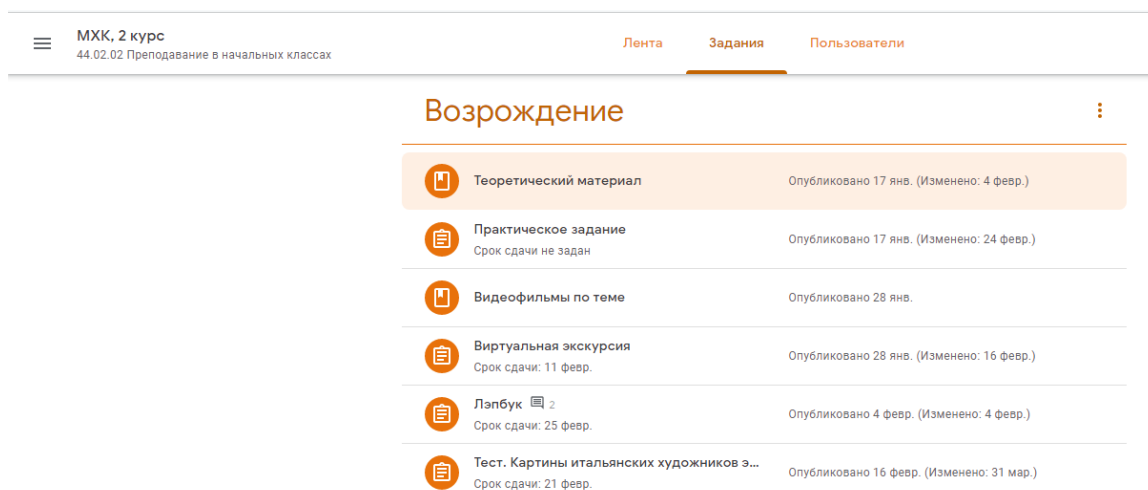 МХК, 2 курс
44.02.02 Преподавание в начальных классах
Лента
Задания
Пользователи
Возрождение
Теоретический материал
Опубликовано 17 янв. (Изменено: 4 февр.)
Практическое задание
Срок сдачи не задан
Опубликовано 17 янв. (Изменено: 24 февр.)
Видеофильмы по теме
Опубликовано 28 янв.
Виртуальная экскурсия
Срок сдачи: 11 февр.
Опубликовано 28 янв. (Изменено: 16 февр.)
Лэпбук 2
Срок сдачи: 25 февр.
Опубликовано 4 февр. (Изменено: 4 февр.)
Тест. Картины итальянских художников э...
Срок сдачи: 21 февр.
Опубликовано 16 февр. (Изменено: 31 мар.)